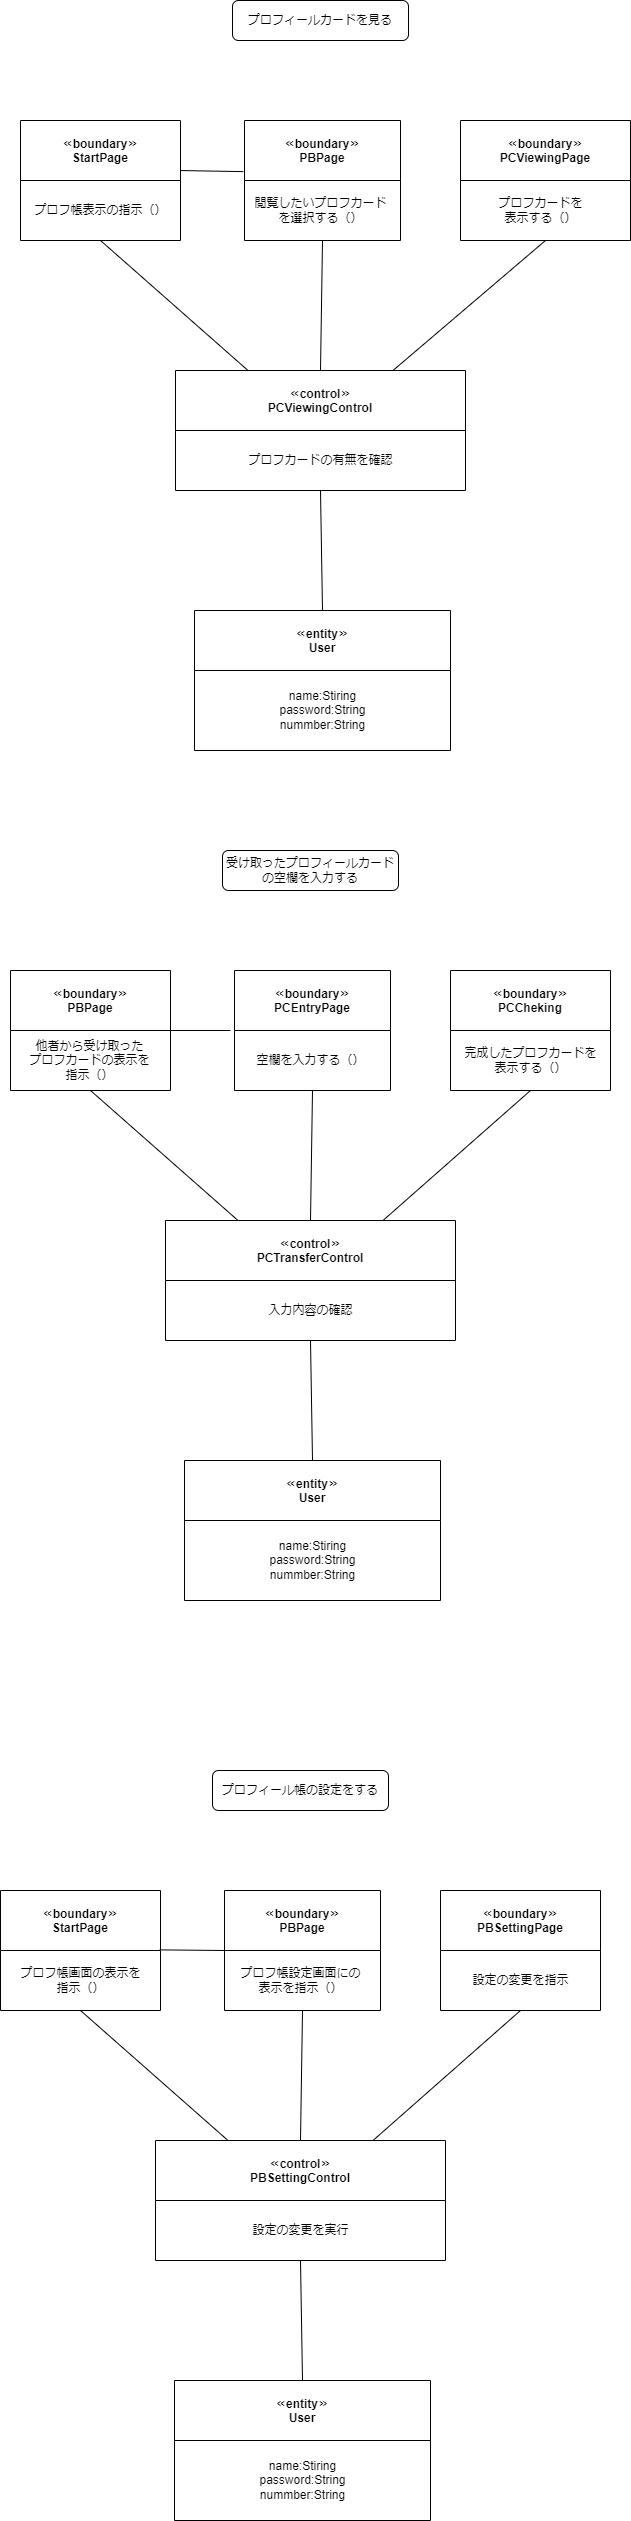 プロフィールカードを見る
≪boundary≫
StartPage
プロフ帳表示の指示（）
≪boundary≫
PBPage
閲覧したいプロフカード
を選択する（）
≪boundary≫
PCViewingPage
プロフカードを
表示する（）
≪control≫
PCViewingControl
プロフカードの有無を確認
≪entity≫
User
name:Stiring
password:String
nummber:String
受け取ったプロフィールカード
の空欄を入力する
≪boundary≫
PBPage
他者から受け取った
プロフカードの表示を
指示（）
≪boundary≫
PCEntryPage
空欄を入力する（）
≪boundary≫
PCCheking
完成したプロフカードを
表示する（）
≪control≫
PCTransferControl
入力内容の確認
≪entity≫
User
name:Stiring
password:String
nummber:String
プロフィール帳の設定をする
≪boundary≫
StartPage
プロフ帳画面の表示を
指示（）
≪boundary≫
PBPage
プロフ帳設定画面にの
表示を指示（）
≪boundary≫
PBSettingPage
設定の変更を指示
≪control≫
PBSettingControl
設定の変更を実行
≪entity≫
User
name:Stiring
password:String
nummber:String